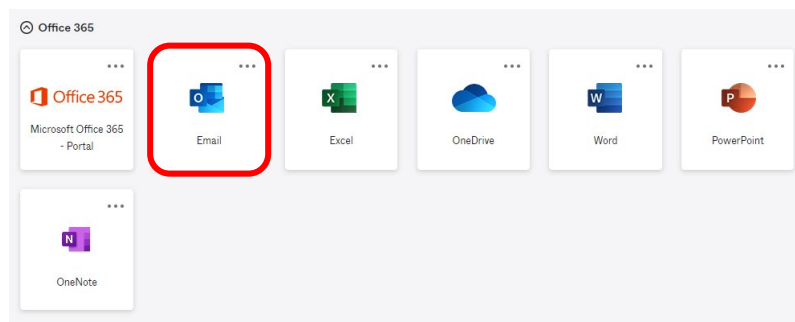 Office 365
Office 365
Microsoft Office 365
- Portal
O
Email
X
Excel
OneDrive
W
Word
P
PowerPoint
N
OneNote